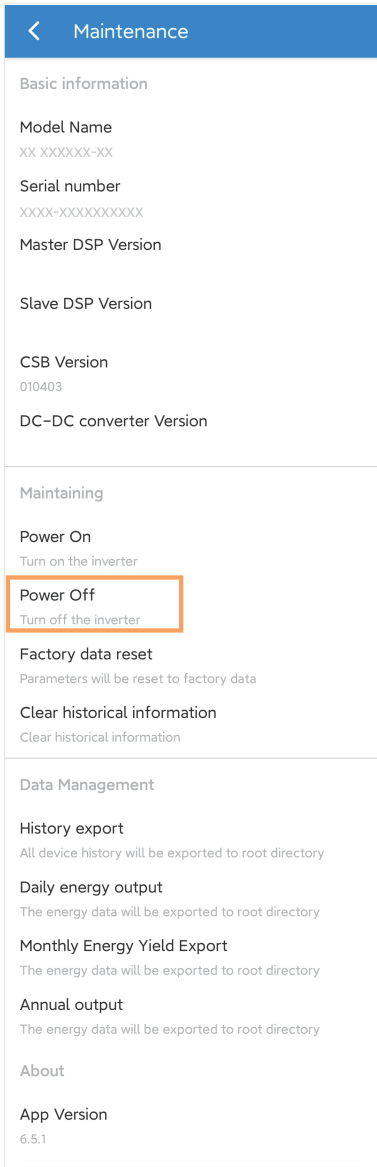 Maintenance
Basic information
Model Name
XX XXXXXX-XX
Serial number
XXXX-XXXXXXXXXX
Master DSP Version
Slave DSP Version
CSB Version
010403
DC-DC converter Version
Maintaining
Power On
Turn on the inverter
Power Off
Turn off the inverter
Factory data reset
Parameters will be reset to factory data
Clear historical information
Clear historical information
Data Management
History export
All device history will be exported to root directory
Daily energy output
The energy data will be exported to root directory
Monthly Energy Yield Export
The energy data will be exported to root directory
Annual output
The energy data will be exported to root directory
About
App Version
6.5.1